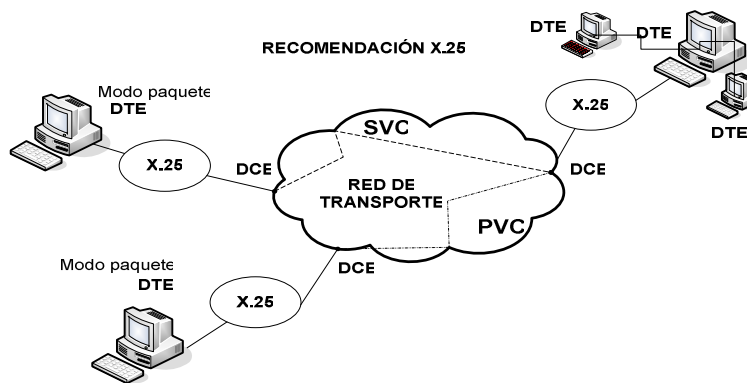 RECOMENDACIÓN X.25
DTE
DTE
DTE
X.25
DCE
Modo paquete
DTE
X.25
DCE
SVC
RED DE
TRANSPORTE
PVC
DCE
Modo paquete
DTE
X.25